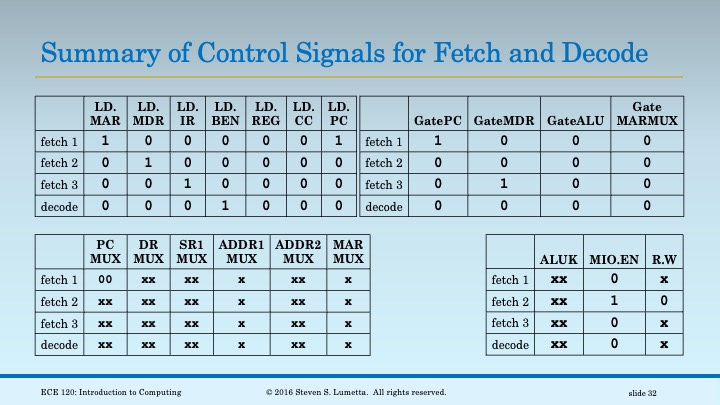 Summary of Control Signals for Fetch and Decode
LD. LD. LD. LD. LD. LD. LD.
MAR MDR IR BEN REG CC PC
fetch 1 1 0 0 0 0 0 1
fetch 2 0 1 0 0 0 0 0
fetch 3 0 0 1 0 0 0 0
decode 0 0 0 1 0 0 0
Gate
GatePC GateMDR GateALU MARMUX
fetch 1 1 0 0 0
fetch 2 0 0 0 0
fetch 3 0 1 0 0
decode 0 0 0 0
PC DR SR1 ADDR1 ADDR2 MAR
MUX MUX MUX MUX MUX MUX
fetch 1 00 xx xx x xx x
fetch 2 xx xx xx x xx x
fetch 3 xx xx xx x xx x
decode xx xx xx x xx x
ALUK MIO.EN R.W
fetch 1 xx 0 x
fetch 2 xx 1 0
fetch 3 xx 0 x
decode xx 0 x
ECE 120: Introduction to Computing © 2016 Steven S. Lumetta. All rights reserved. slide 32